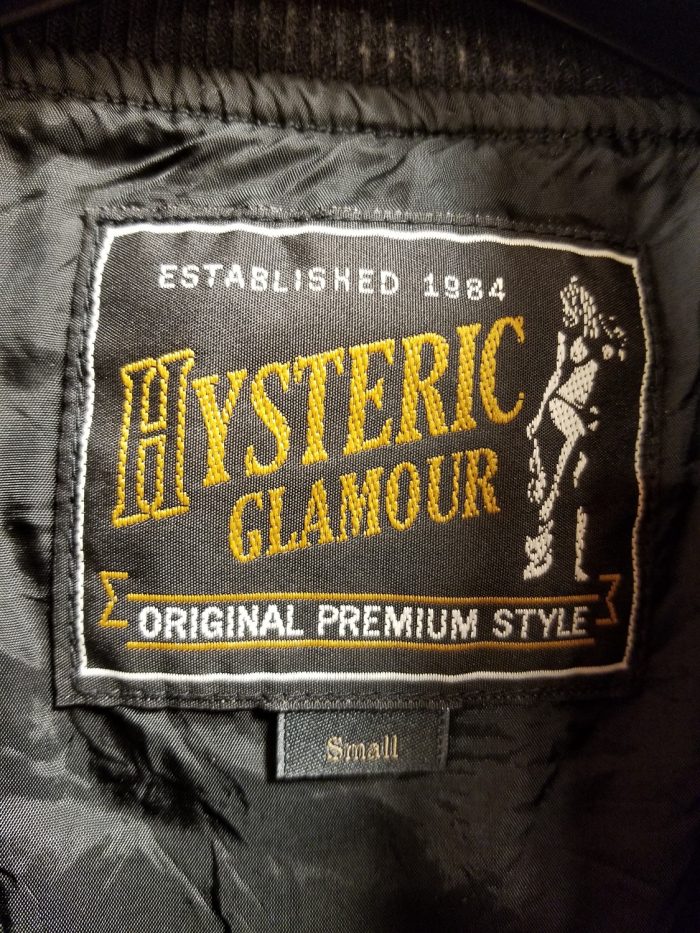 ESTABLISHED 1984
HYSTERIC
GLAMOUR
ORIGINAL PREMIUM STYLE
Small